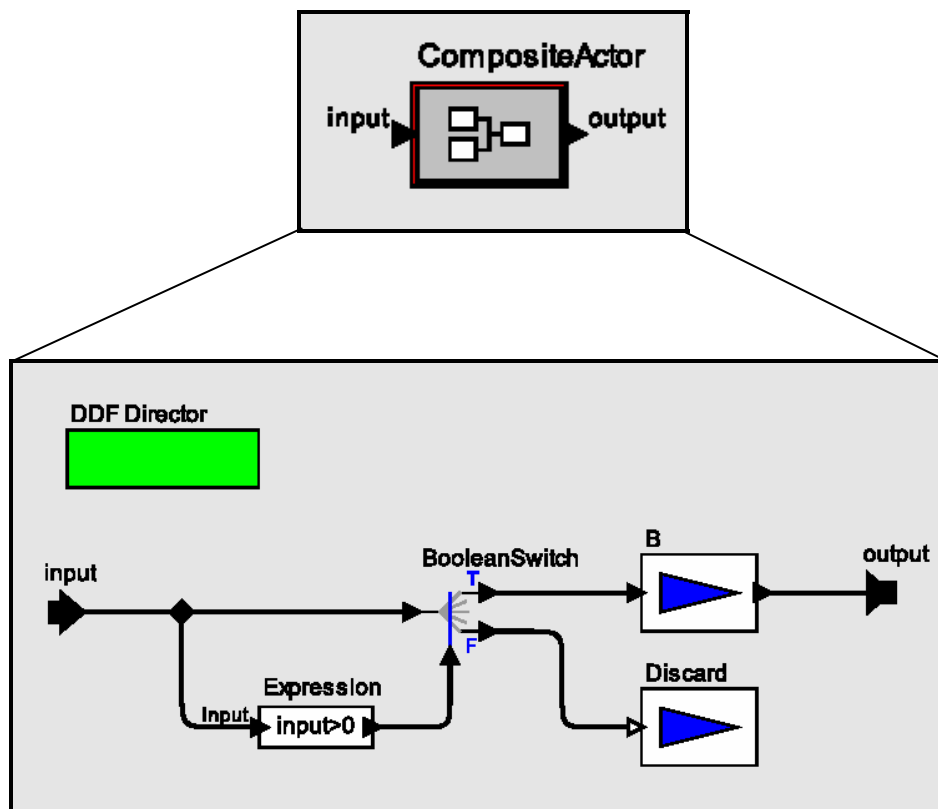 CompositeActor
input
output
DDF Director
input
BooleanSwitch
T
F
B
output
Expression
Input
input>0
Discard